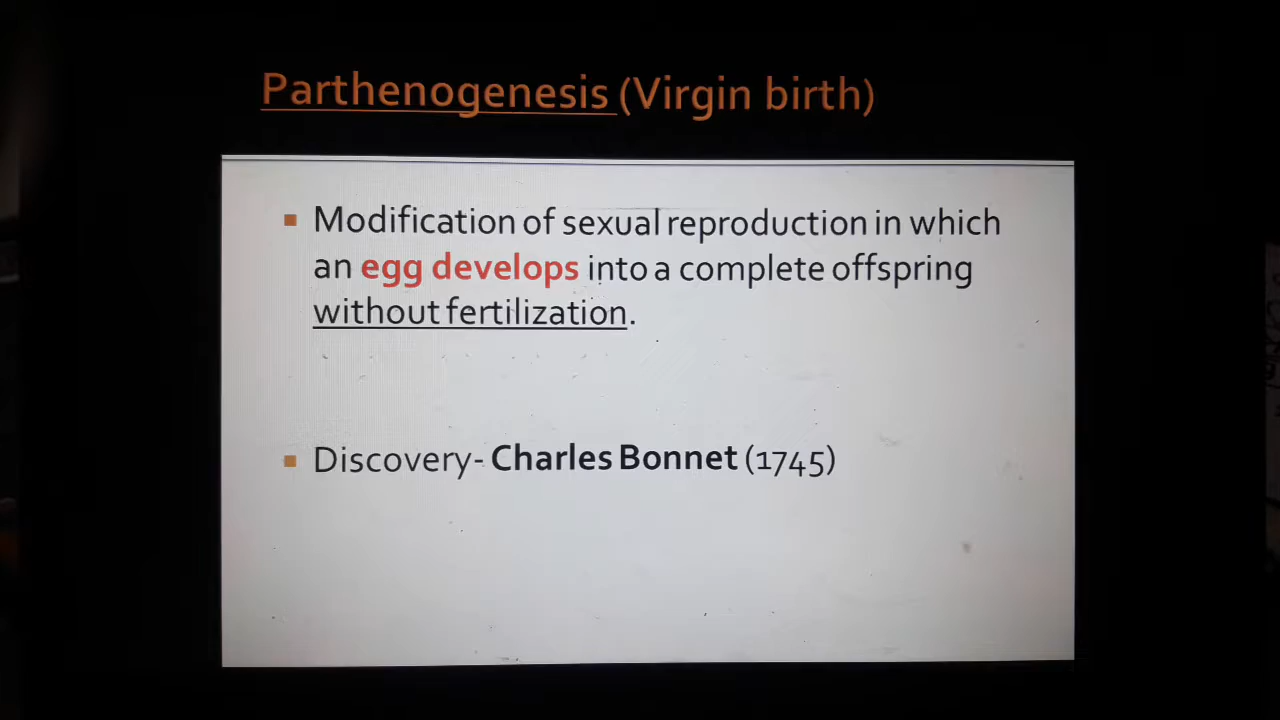 Parthenogenesis (Virgin birth)
Modification of sexual reproduction in which
an egg develops into a complete offspring
without fertilization.
Discovery- Charles Bonnet (1745)